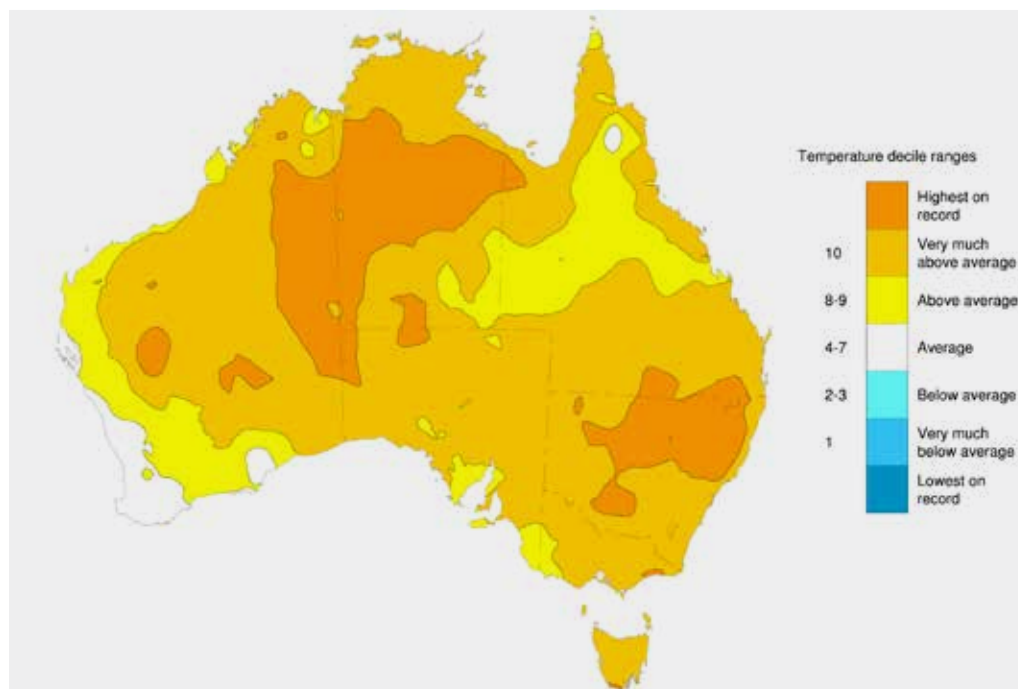 Temperature decile ranges
Highest on
record
10
Very much
above average
8-9
Above average
4-7
Average
2-3
Below average
1
Very much
below average
Lowest on
record